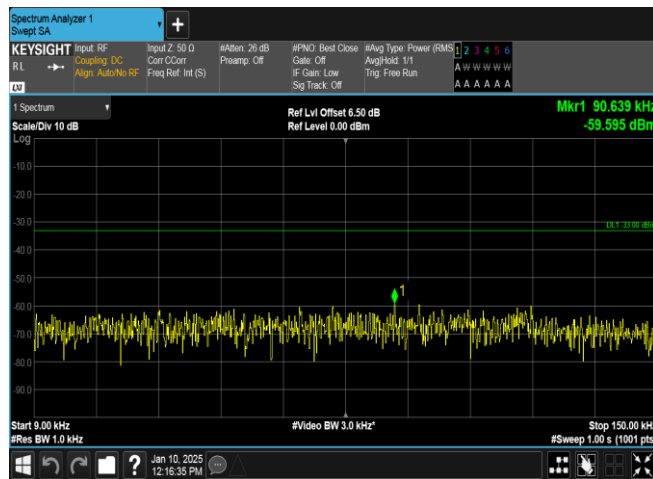 Spectrum Analyzer 1
Swept SA
+
KEYSIGHT
RL
LXI
Input: RF
Coupling: DC
Align: Auto/No RF
Input Z: 50 Ω
Corr CCorr
Freq Ref: Int (S)
#Atten: 26 dB
Preamp: Off
#PNO: Best Close
Gate: Off
IF Gain: Low
Sig Track: Off
#Avg Type: Power (RMS
Avg|Hold: 1/1
Trig: Free Run
1 2 3 4 5 6
A W W W W W
A A A A A A
1 Spectrum
Scale/Div 10 dB
Log
Ref Lvl Offset 6.50 dB
Ref Level 0.00 dBm
Mkr1 90.639 kHz
-59.595 dBm
-10.0
-20.0
-30.0
DL1 -33.00 dBm
-40.0
-50.0
1
-60.0
-70.0
-80.0
-90.0
Start 9.00 kHz
#Res BW 1.0 kHz
#Video BW 3.0 kHz*
Stop 150.00 kHz
#Sweep 1.00 s (1001 pts
?
Jan 10, 2025
12:16:35 PM